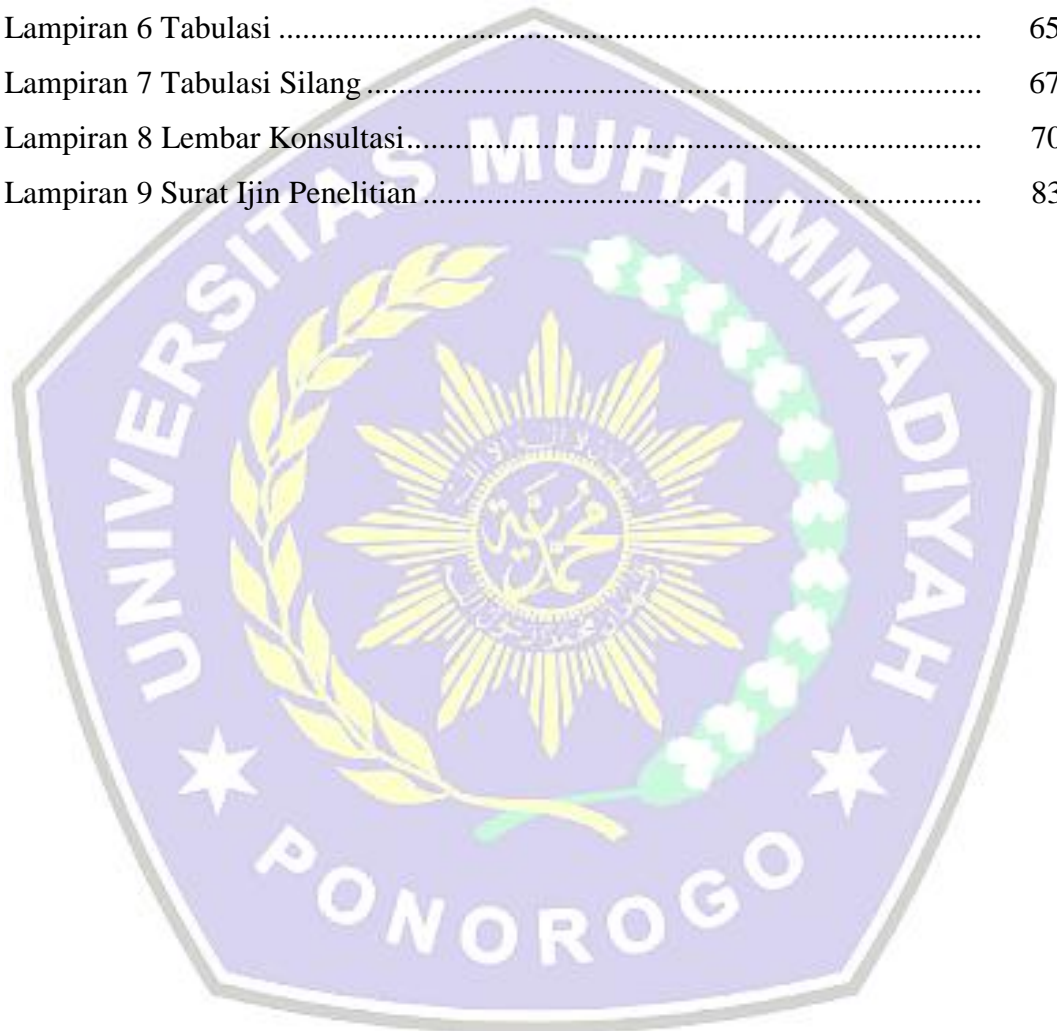 Lampiran 6 Tabulasi ........................................................................................ 65
Lampiran 7 Tabulasi Silang ............................................................................. 67
Lampiran 8 Lembar Konsultasi ........................................................................ 70
Lampiran 9 Surat Ijin Penelitian ...................................................................... 83
UNIVERSITAS MUHAMMADIYAH
محمدية
PONOROGO